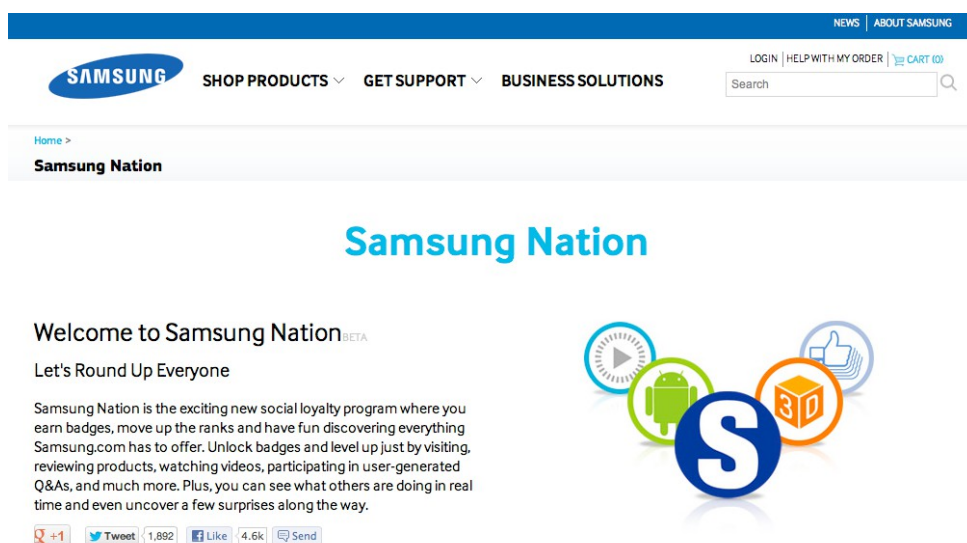 NEWS | ABOUT SAMSUNG
LOGIN | HELP WITH MY ORDER | CART (0)
SAMSUNG SHOP PRODUCTS GET SUPPORT BUSINESS SOLUTIONS
Search
Home >
Samsung Nation
Samsung Nation
Welcome to Samsung Nation BETA
Let's Round Up Everyone
Samsung Nation is the exciting new social loyalty program where you
earn badges, move up the ranks and have fun discovering everything
Samsung.com has to offer. Unlock badges and level up just by visiting,
reviewing products, watching videos, participating in user-generated
Q&As, and much more. Plus, you can see what others are doing in real
time and even uncover a few surprises along the way.
S
3D
g +1 Tweet 1,892 f Like 4.6k Send